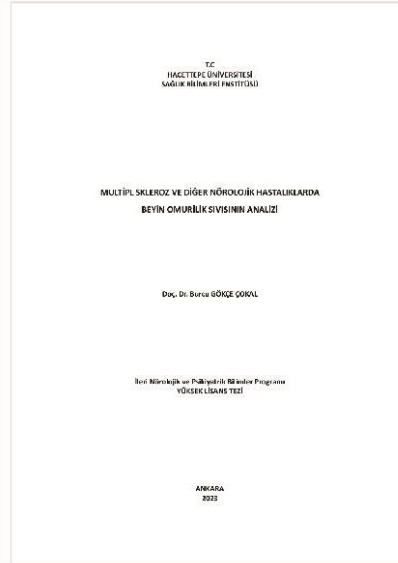 T.C
HACETTEPE ÜNİVERSİTESİ
SAĞLIK BİLİMLERİ ENSTİTÜSÜ
MULTİPL SKLEROZ VE DİĞER NÖROLOJİK HASTALIKLARDA
BEYİN OMURİLİK SIVISININ ANALİZİ
Doç. Dr. Burcu GÖKÇE ÇOKAL
İleri Nörolojik ve Psikiyatrik Bilimler Programı
YÜKSEK LİSANS TEZİ
ANKARA
2023